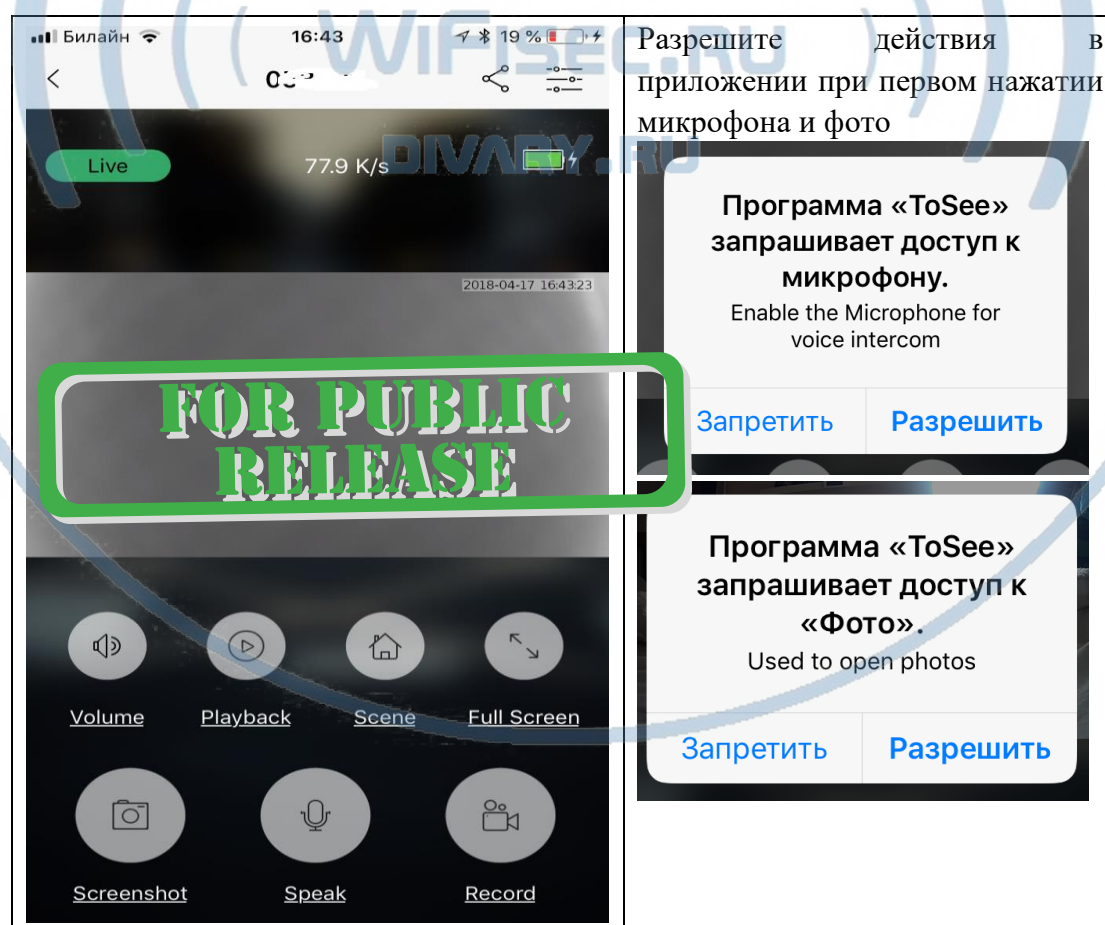 WIFISEC.RU
DIVARY.RU
Билайн 16:43 19 %
Live 77.9 K/s
2018-04-17 16:43:23
FOR PUBLIC
RELEASE
Volume Playback Scene Full Screen
Screenshot Speak Record
Разрешите действия в
приложении при первом нажатии
микрофона и фото
Программа «ToSee»
запрашивает доступ к
микрофону.
Enable the Microphone for
voice intercom
Запретить Разрешить
Программа «ToSee»
запрашивает доступ к
«Фото».
Used to open photos
Запретить Разрешить